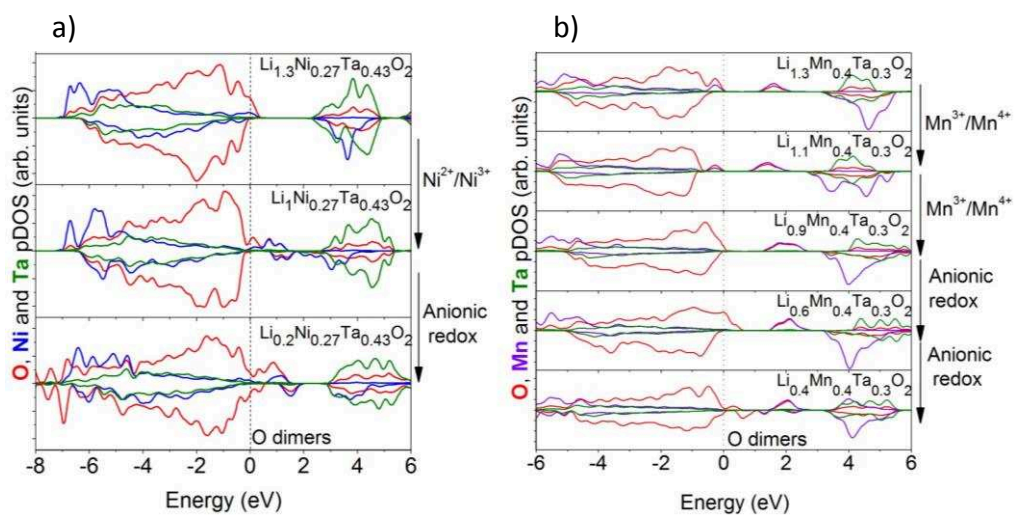 a)
O, Ni and Ta pDOS (arb. units)
Li1.3Ni0.27Ta0.43O2
Ni2+/Ni3+
Li1Ni0.27Ta0.43O2
Anionic
redox
Li0.2Ni0.27Ta0.43O2
O dimers
-8 -6 -4 -2 0 2 4 6
Energy (eV)
b)
O, Mn and Ta pDOS (arb. units)
Li1.3Mn0.4Ta0.3O2
Mn3+/Mn4+
Li1.1Mn0.4Ta0.3O2
Mn3+/Mn4+
Li0.9Mn0.4Ta0.3O2
Anionic
redox
Li0.6Mn0.4Ta0.3O2
Anionic
redox
Li0.4Mn0.4Ta0.3O2
O dimers
-6 -4 -2 0 2 4 6
Energy (eV)